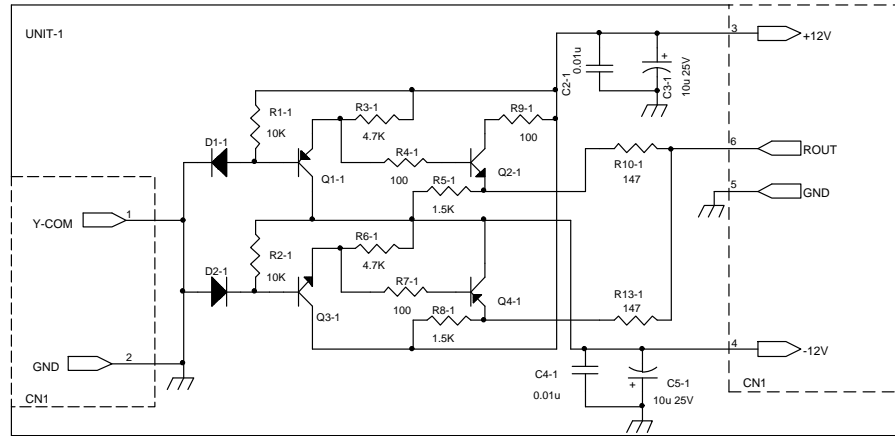 UNIT-1
3
+12V
0.01u
C2-1
+
C3-1
10u 25V
R1-1
10K
R3-1
4.7K
R9-1
100
D1-1
Q1-1
R4-1
100
Q2-1
6
ROUT
R10-1
147
5
GND
R5-1
1.5K
Y-COM
1
R2-1
10K
R6-1
4.7K
D2-1
Q3-1
R7-1
100
Q4-1
R13-1
147
R8-1
1.5K
GND
2
4
-12V
C4-1
0.01u
+
C5-1
10u 25V
CN1
CN1